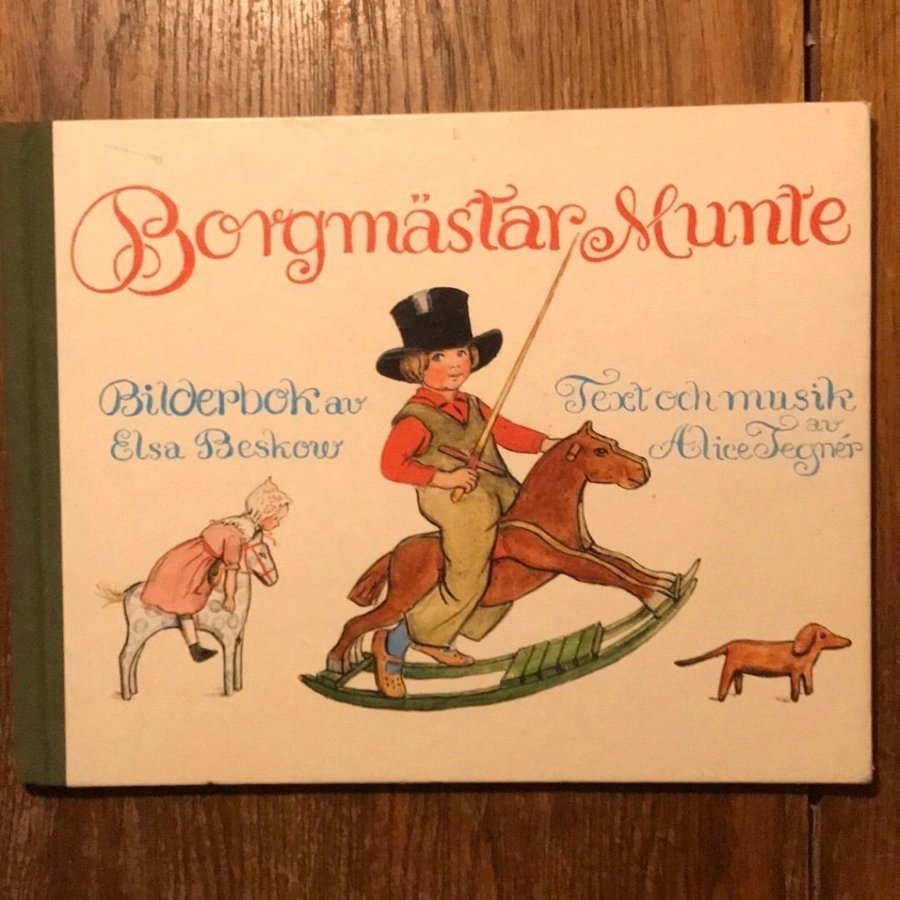 Borgmästar Munte
Bilderbok av
Elsa Beskow
Text och musik
av
Alice Tegnér